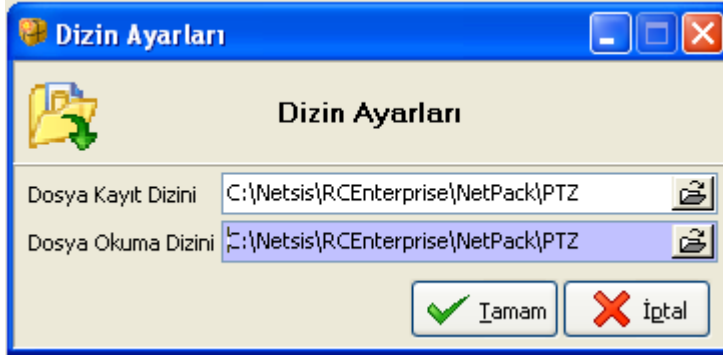 Dizin Ayarları
Dizin Ayarları
Dosya Kayıt Dizini C:\Netsis\RCEnterprise\NetPack\PTZ
Dosya Okuma Dizini C:\Netsis\RCEnterprise\NetPack\PTZ
Tamam İptal